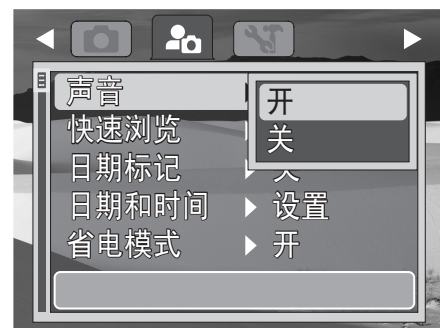 声音 开
快速浏览 关
日期标记
日期和时间 设置
省电模式 开